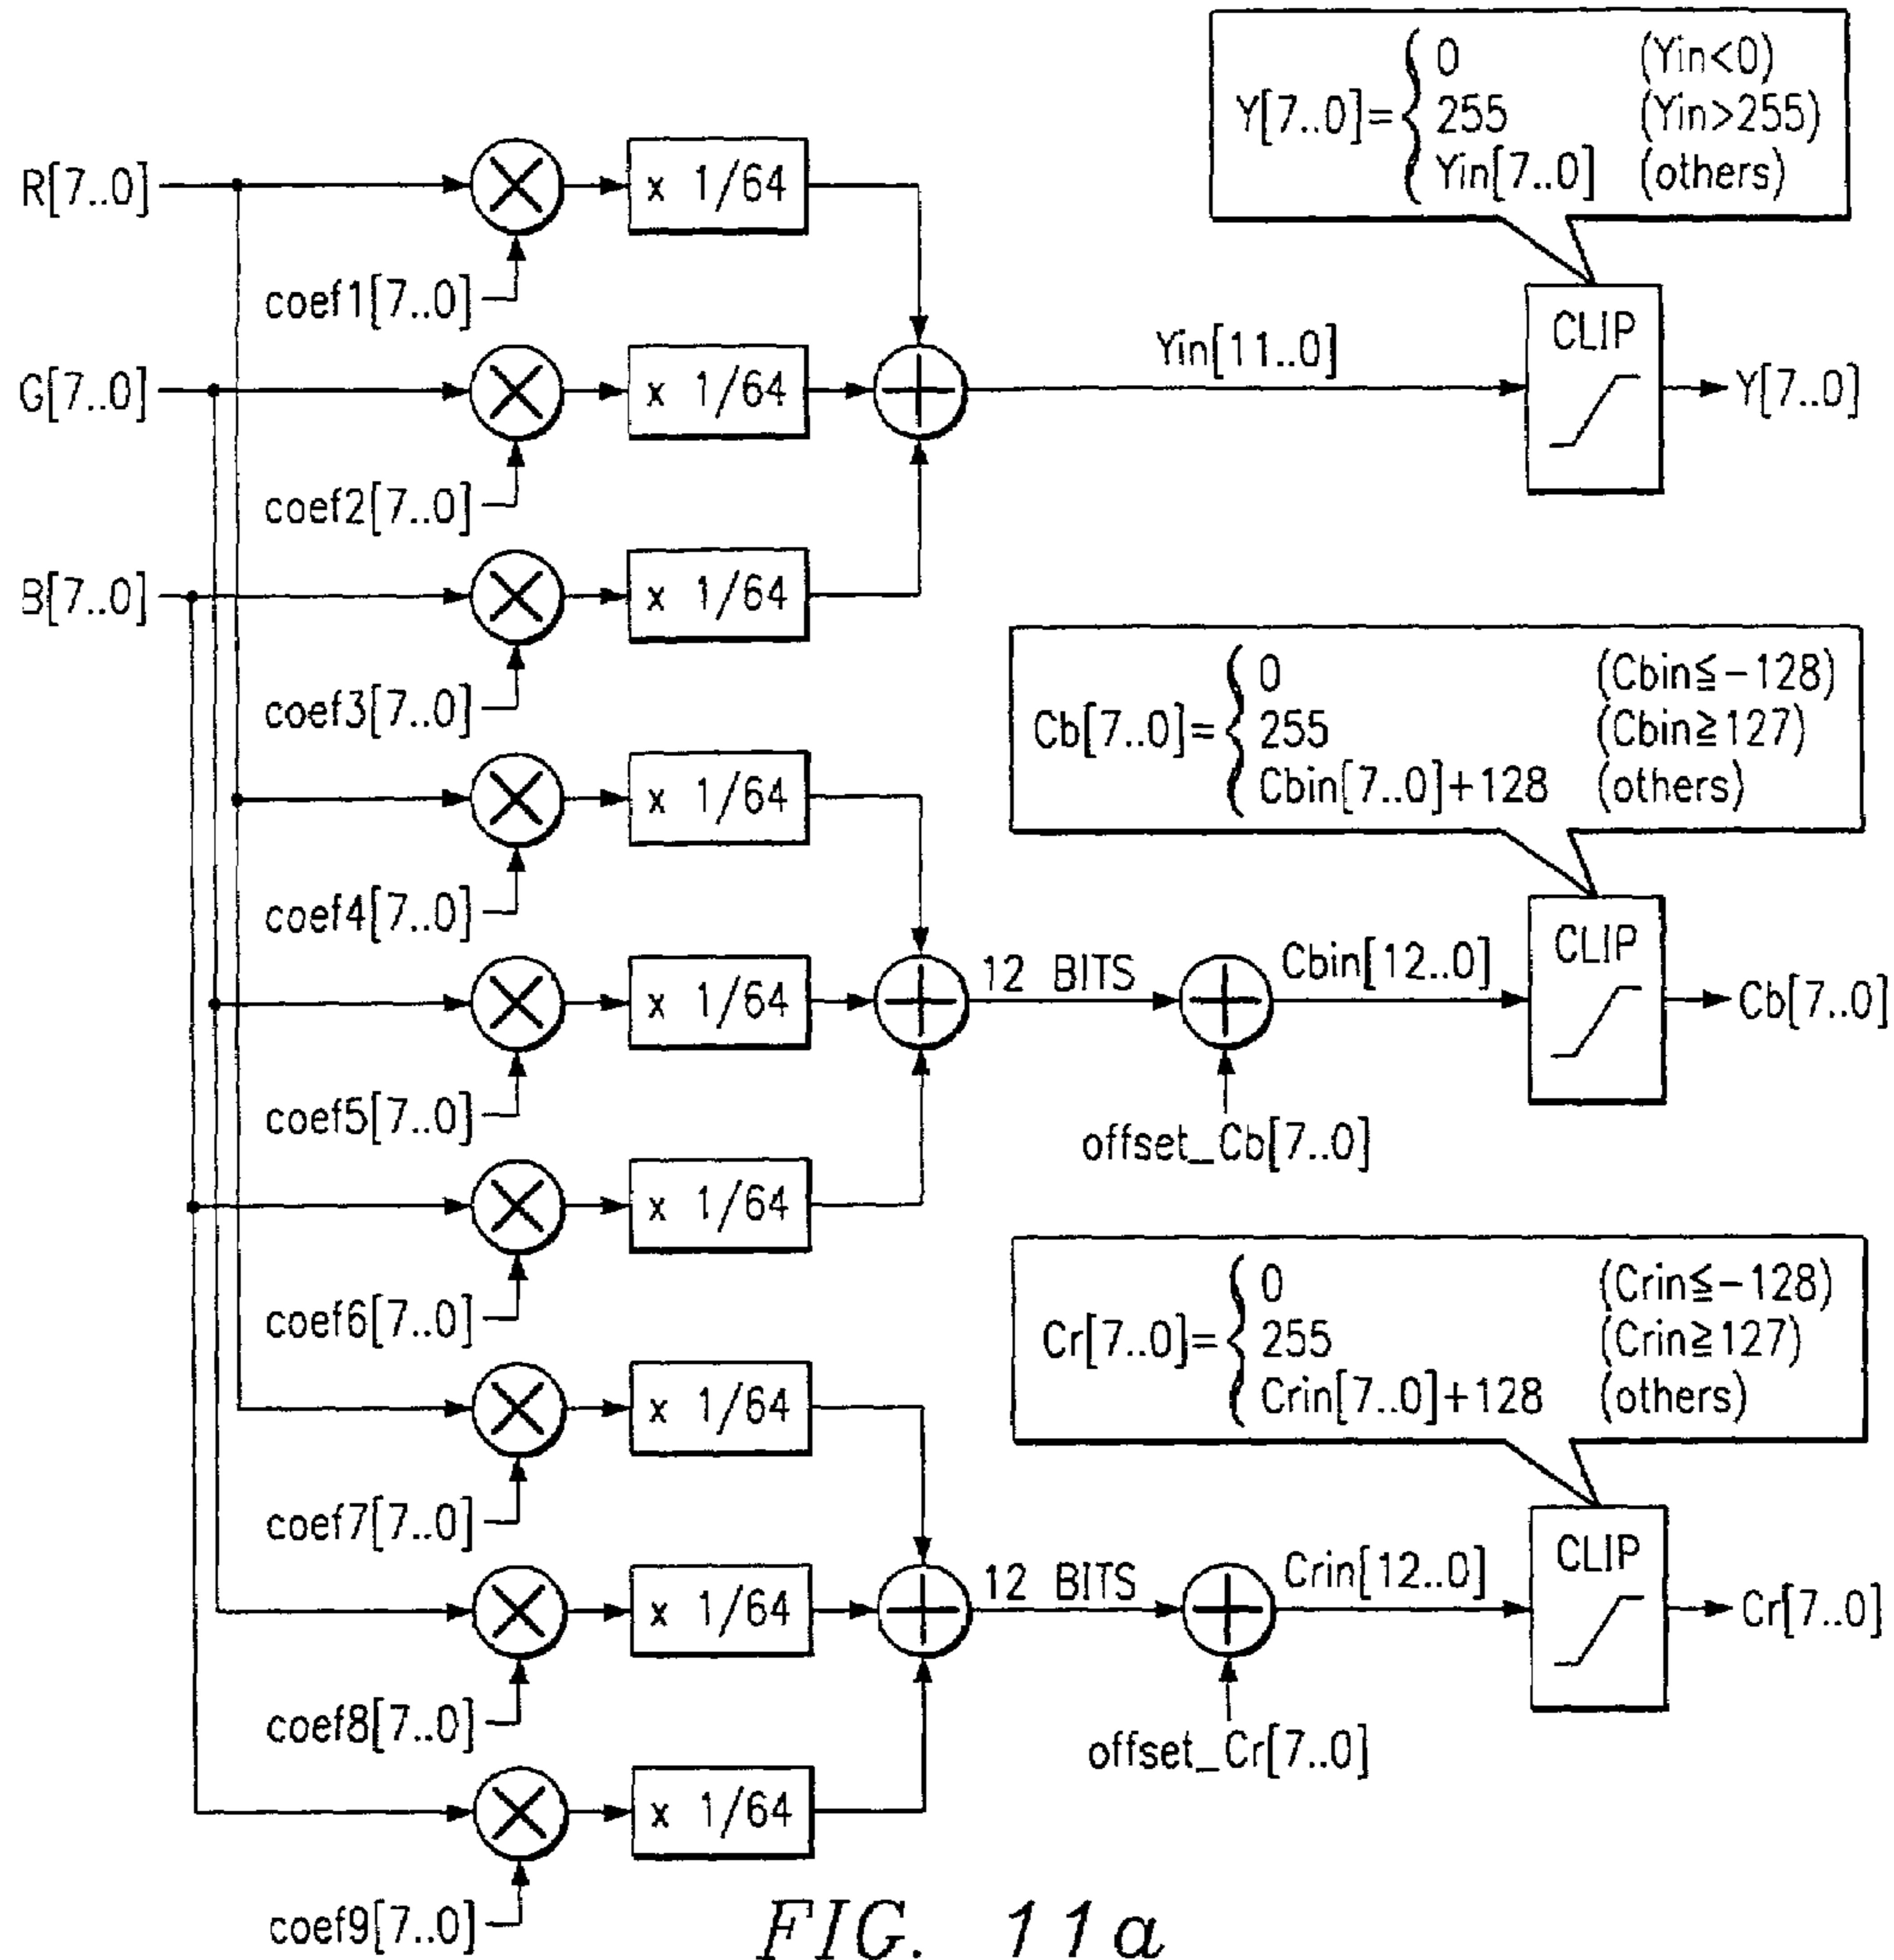 Y[7..0]= 0 (Yin<0)
255 (Yin>255)
Yin[7..0] (others)
R[7..0]
x 1/64
coef1[7..0]
CLIP
G[7..0]
x 1/64
Yin[11..0]
Y[7..0]
coef2[7..0]
B[7..0]
x 1/64
coef3[7..0]
Cb[7..0]= 0 (Cbin≦-128)
255 (Cbin≧127)
Cbin[7..0]+128 (others)
x 1/64
coef4[7..0]
CLIP
x 1/64
12 BITS
Cbin[12..0]
Cb[7..0]
coef5[7..0]
offset_Cb[7..0]
x 1/64
coef6[7..0]
Cr[7..0]= 0 (Crin≦-128)
255 (Crin≧127)
Crin[7..0]+128 (others)
x 1/64
coef7[7..0]
CLIP
x 1/64
12 BITS
Crin[12..0]
Cr[7..0]
coef8[7..0]
offset_Cr[7..0]
x 1/64
coef9[7..0]
FIG. 11a